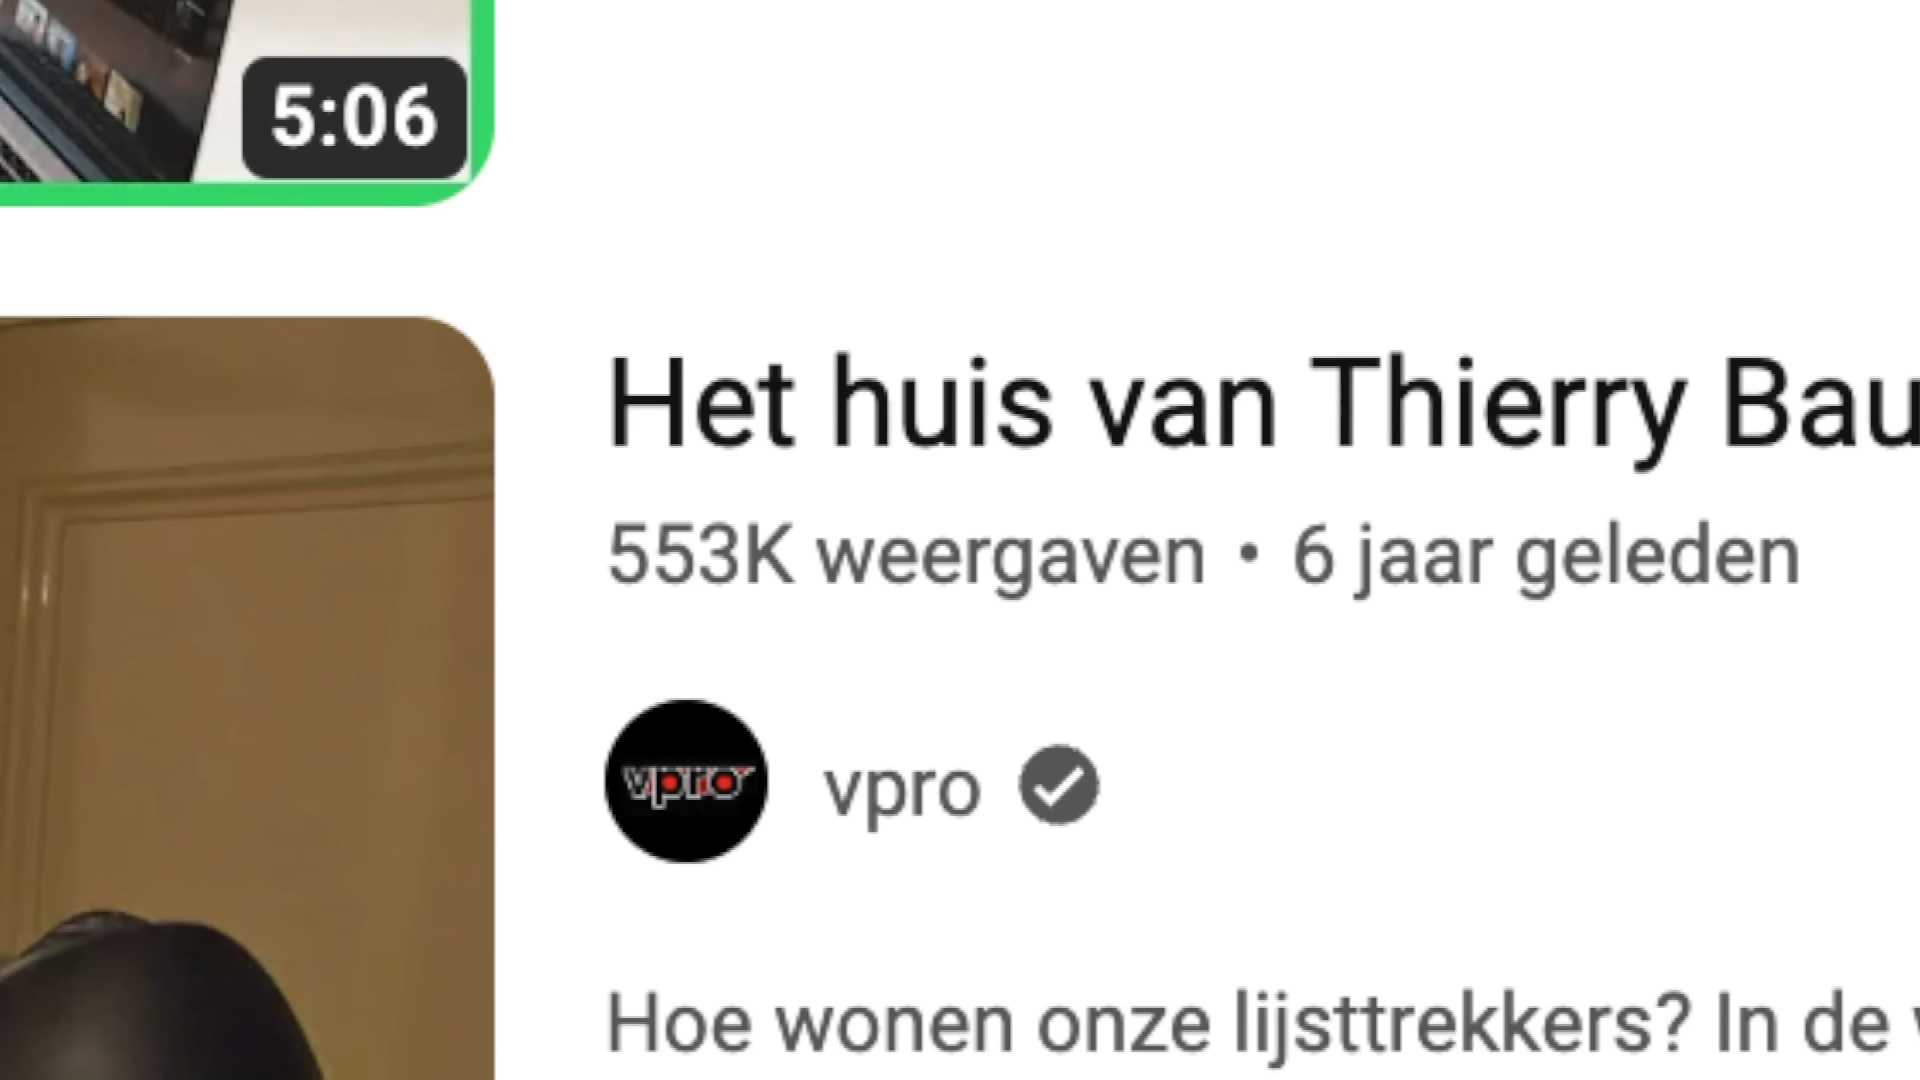 5:06
Het huis van Thierry Bau
553K weergaven • 6 jaar geleden
vpro
vpro
Hoe wonen onze lijsttrekkers? In de